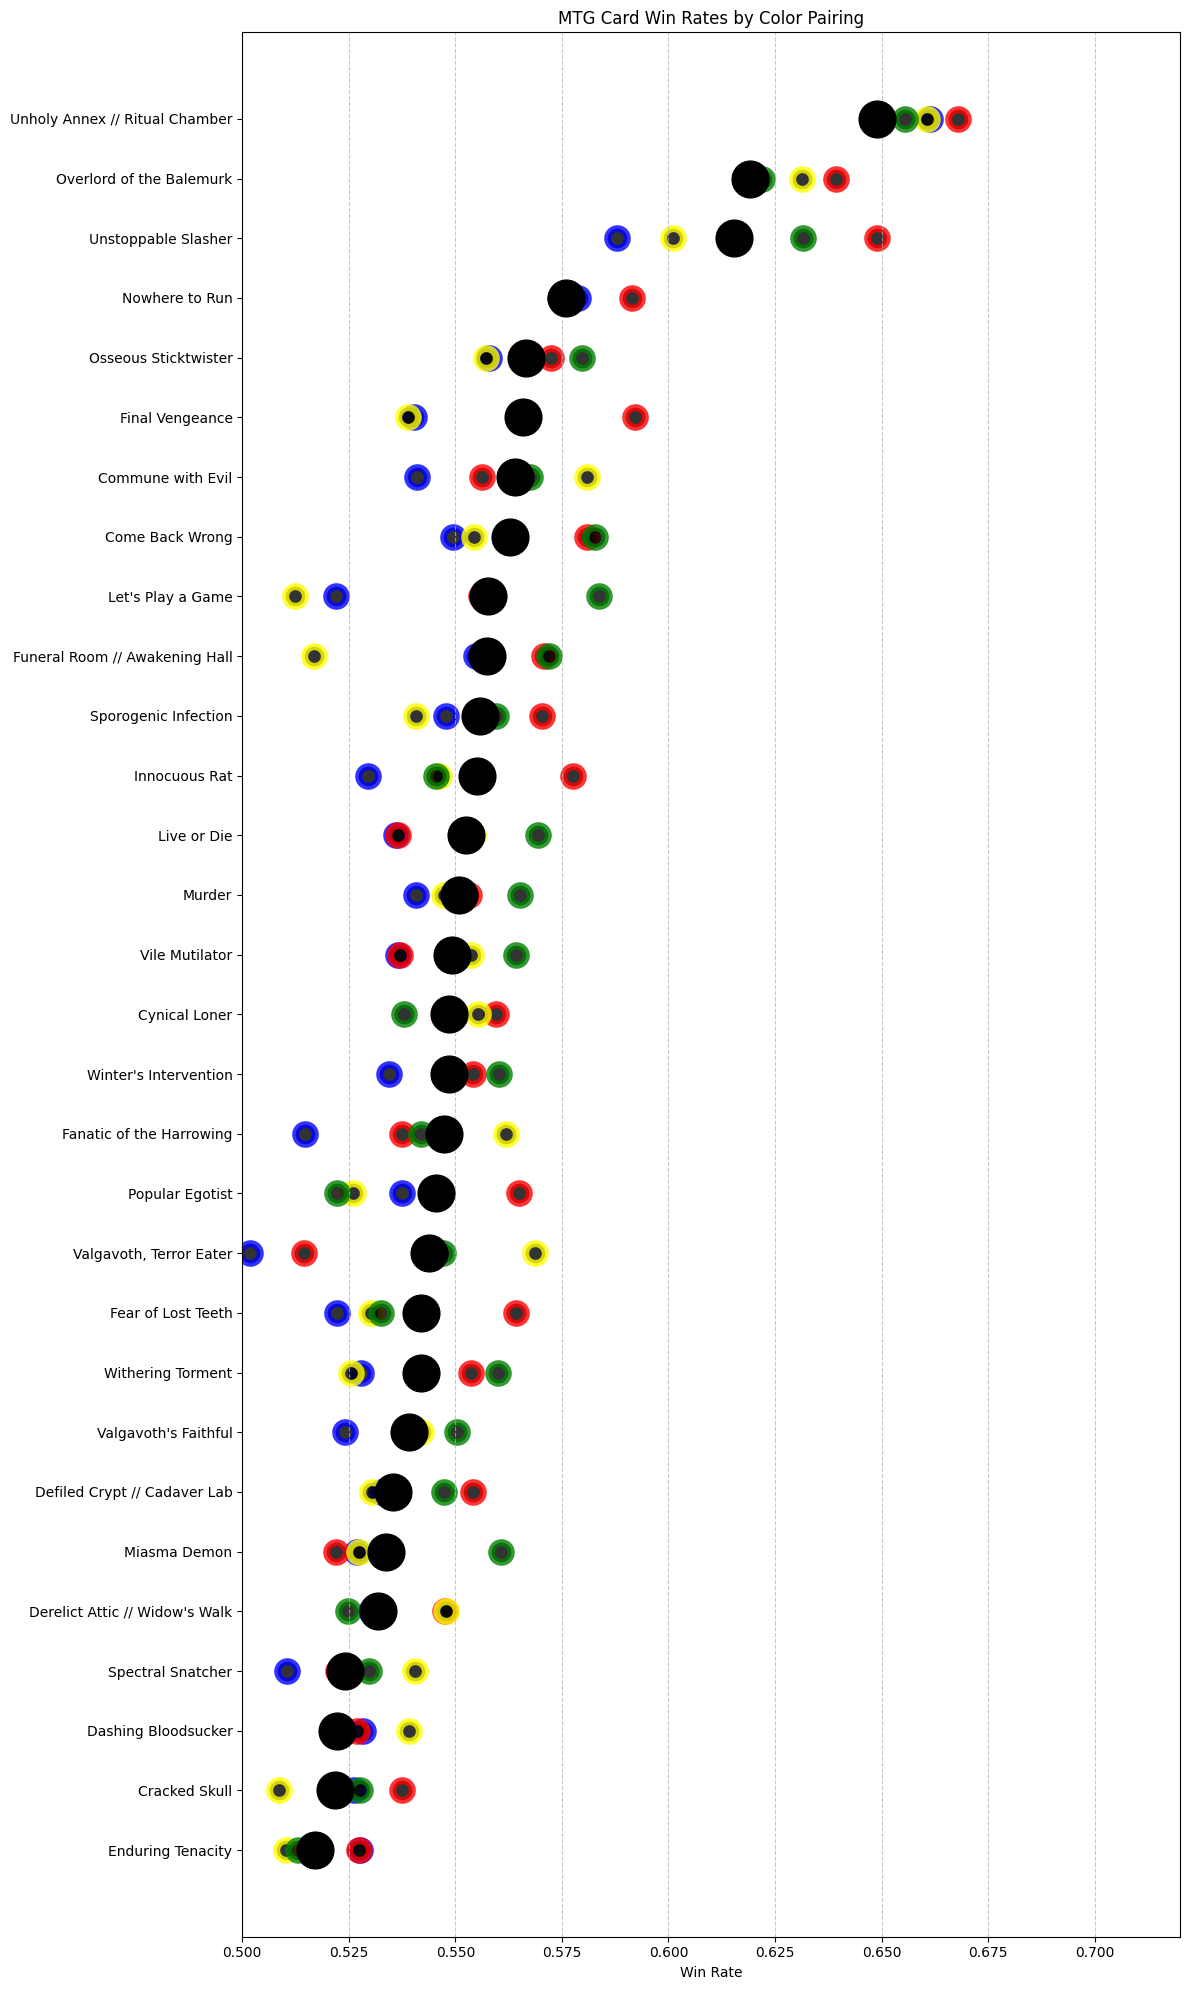 MTG Card Win Rates by Color Pairing
Unholy Annex // Ritual Chamber
Overlord of the Balemurk
Unstoppable Slasher
Nowhere to Run
Osseous Sticktwister
Final Vengeance
Commune with Evil
Come Back Wrong
Let's Play a Game
Funeral Room // Awakening Hall
Sporogenic Infection
Innocuous Rat
Live or Die
Murder
Vile Mutilator
Cynical Loner
Winter's Intervention
Fanatic of the Harrowing
Popular Egotist
Valgavoth, Terror Eater
Fear of Lost Teeth
Withering Torment
Valgavoth's Faithful
Defiled Crypt // Cadaver Lab
Miasma Demon
Derelict Attic // Widow's Walk
Spectral Snatcher
Dashing Bloodsucker
Cracked Skull
Enduring Tenacity
0.500 0.525 0.550 0.575 0.600 0.625 0.650 0.675 0.700
Win Rate